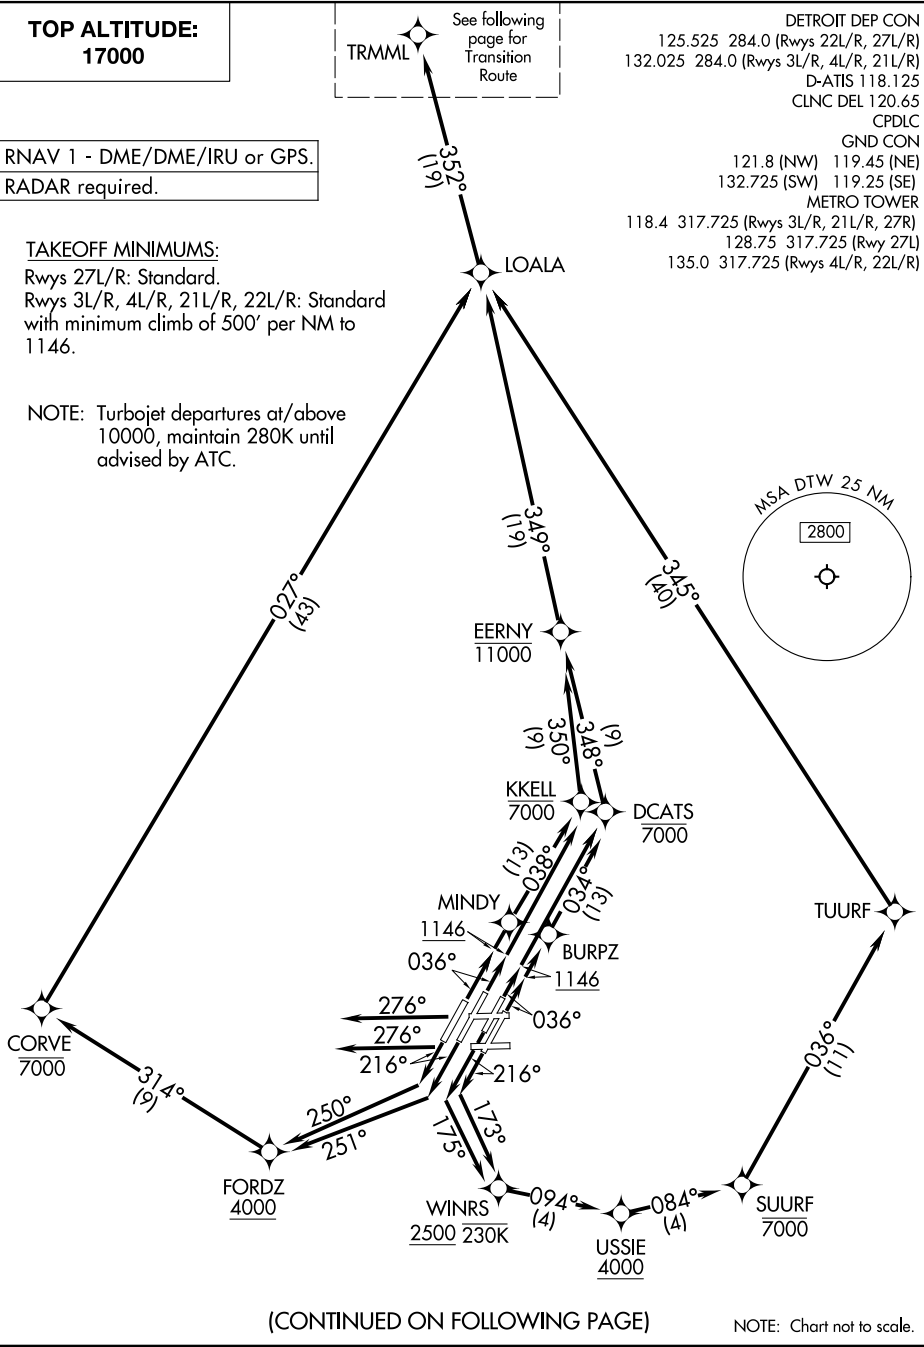 TOP ALTITUDE:
17000
TRMML
See following
page for
Transition
Route
DETROIT DEP CON
125.525 284.0 (Rwys 22L/R, 27L/R)
132.025 284.0 (Rwys 3L/R, 4L/R, 21L/R)
D-ATIS 118.125
CLNC DEL 120.65
CPDLC
GND CON
121.8 (NW) 119.45 (NE)
132.725 (SW) 119.25 (SE)
METRO TOWER
118.4 317.725 (Rwys 3L/R, 21L/R, 27R)
128.75 317.725 (Rwy 27L)
135.0 317.725 (Rwys 4L/R, 22L/R)
RNAV 1 - DME/DME/IRU or GPS.
RADAR required.
352°
(19)
TAKEOFF MINIMUMS:
Rwys 27L/R: Standard.
Rwys 3L/R, 4L/R, 21L/R, 22L/R: Standard
with minimum climb of 500' per NM to
1146.
LOALA
NOTE: Turbojet departures at/above
10000, maintain 280K until
advised by ATC.
MSA DTW 25 NM
2800
027°
(43)
349°
(19)
345°
(40)
EERNY
11000
350°
(9)
348°
(9)
KKELL
7000
DCATS
7000
(13)
038°
034°
(13)
MINDY
1146
BURPZ
1146
TUURF
036°
036°
276°
276°
216°
216°
CORVE
7000
314°
(9)
250°
251°
175°
173°
036°
(11)
FORDZ
4000
WINRS
2500 230K
094°
(4)
USSIE
4000
084°
(4)
SUURF
7000
(CONTINUED ON FOLLOWING PAGE)
NOTE: Chart not to scale.